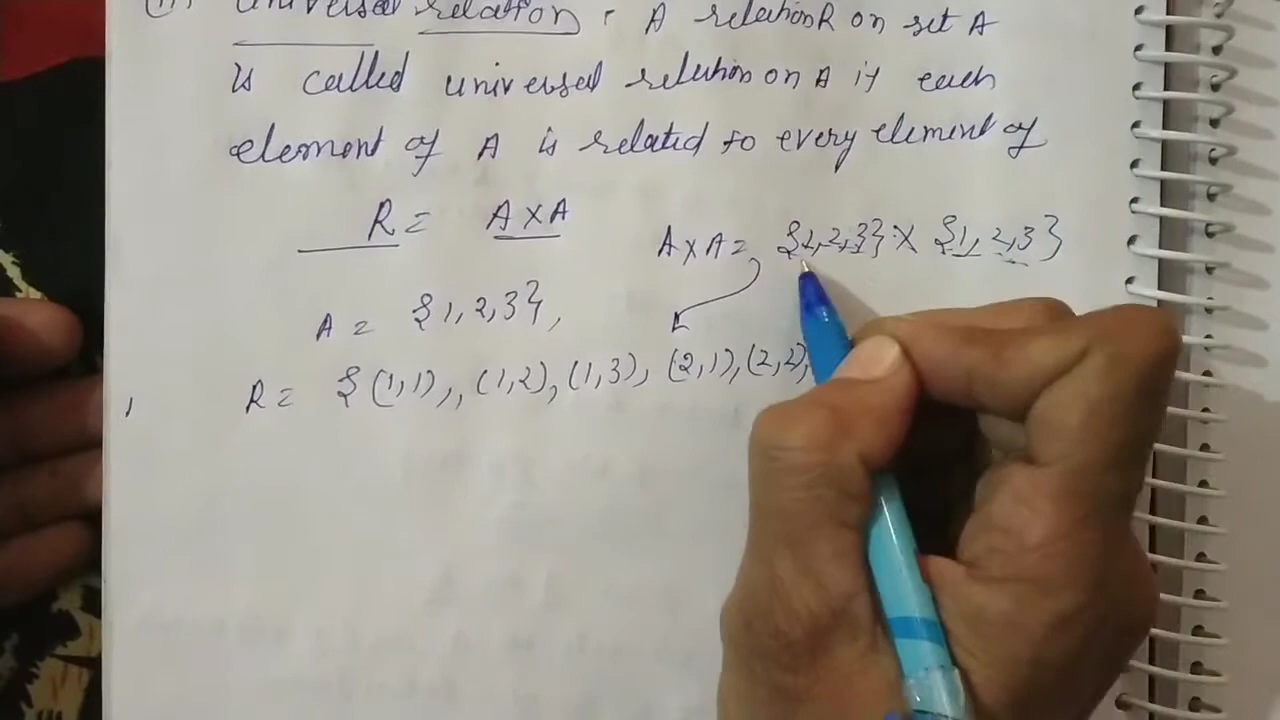 (ii) Universal relation : A relation R on set A
is called universal relation on A if each
element of A is related to every element of
R = A×A
A×A = {1,2,3} × {1,2,3}
A = {1,2,3},
R = {(1,1),, (1,2), (1,3), (2,1), (2,2),